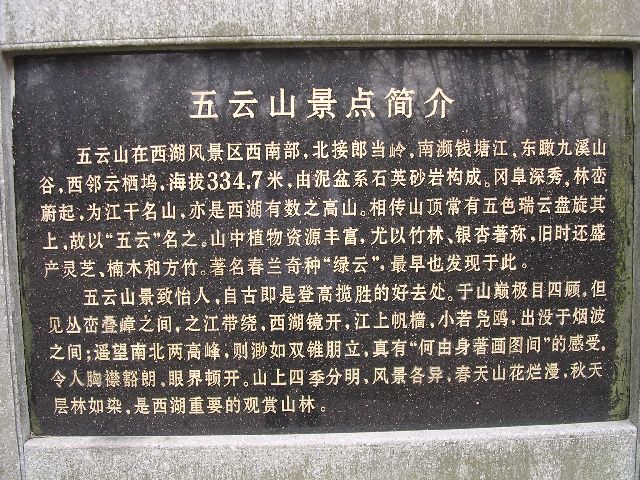 五云山景点简介
五云山在西湖风景区西南部，北接郎当岭，南濒钱塘江，东瞰九溪山
谷，西邻云栖坞，海拔334.7米，由泥盆系石英砂岩构成。冈阜深秀，林峦
蔚起，为江干名山，亦是西湖有数之高山。相传山顶常有五色瑞云盘旋其
上，故以“五云”名之。山中植物资源丰富，尤以竹林、银杏著称，旧时还盛
产灵芝、楠木和方竹。著名春兰奇种“绿云”，最早也发现于此。
五云山景致怡人，自古即是登高揽胜的好去处。于山巅极目四顾，但
见丛峦叠嶂之间，之江带绕，西湖镜开，江上帆樯，小若凫鸥，出没于烟波
之间；遥望南北两高峰，则渺如双锥朋立，真有“何由身著画图间”的感受，
令人胸襟豁朗，眼界顿开。山上四季分明，风景各异，春天山花烂漫，秋天
层林如染，是西湖重要的观赏山林。